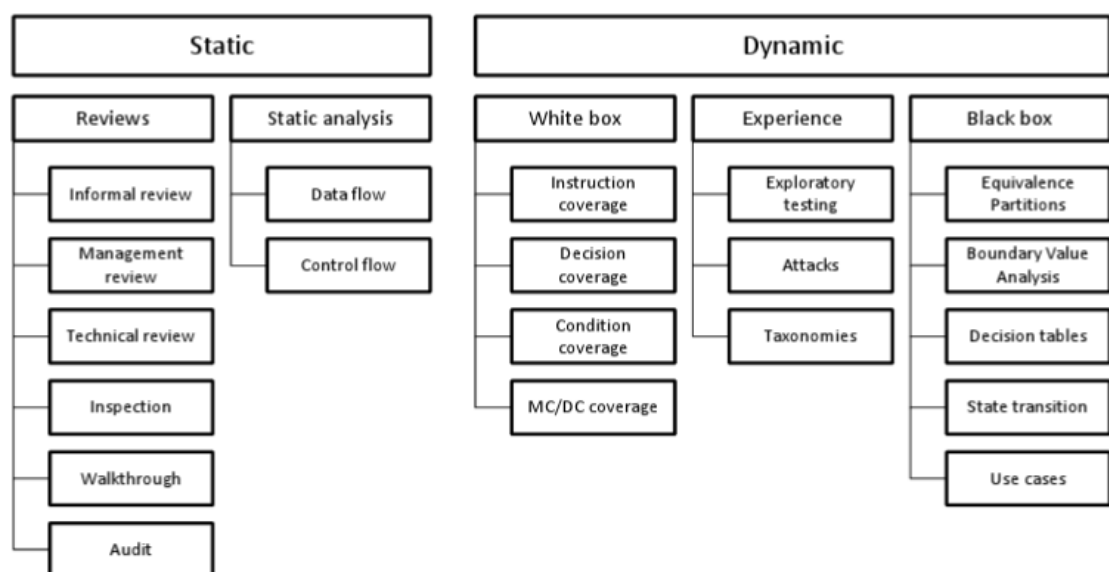 Static
Dynamic
Reviews
Static analysis
White box
Experience
Black box
Informal review
Management
review
Technical review
Inspection
Walkthrough
Audit
Data flow
Control flow
Instruction
coverage
Decision
coverage
Condition
coverage
MC/DC coverage
Exploratory
testing
Attacks
Taxonomies
Equivalence
Partitions
Boundary Value
Analysis
Decision tables
State transition
Use cases